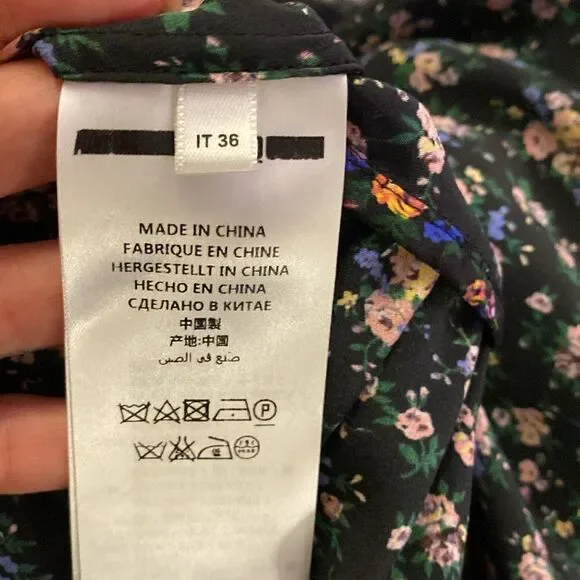 IT 36
MADE IN CHINA
FABRIQUE EN CHINE
HERGESTELLT IN CHINA
HECHO EN CHINA
СДЕЛАНО В КИТАЕ
中国製
产地:中国
صنع في الصين
P